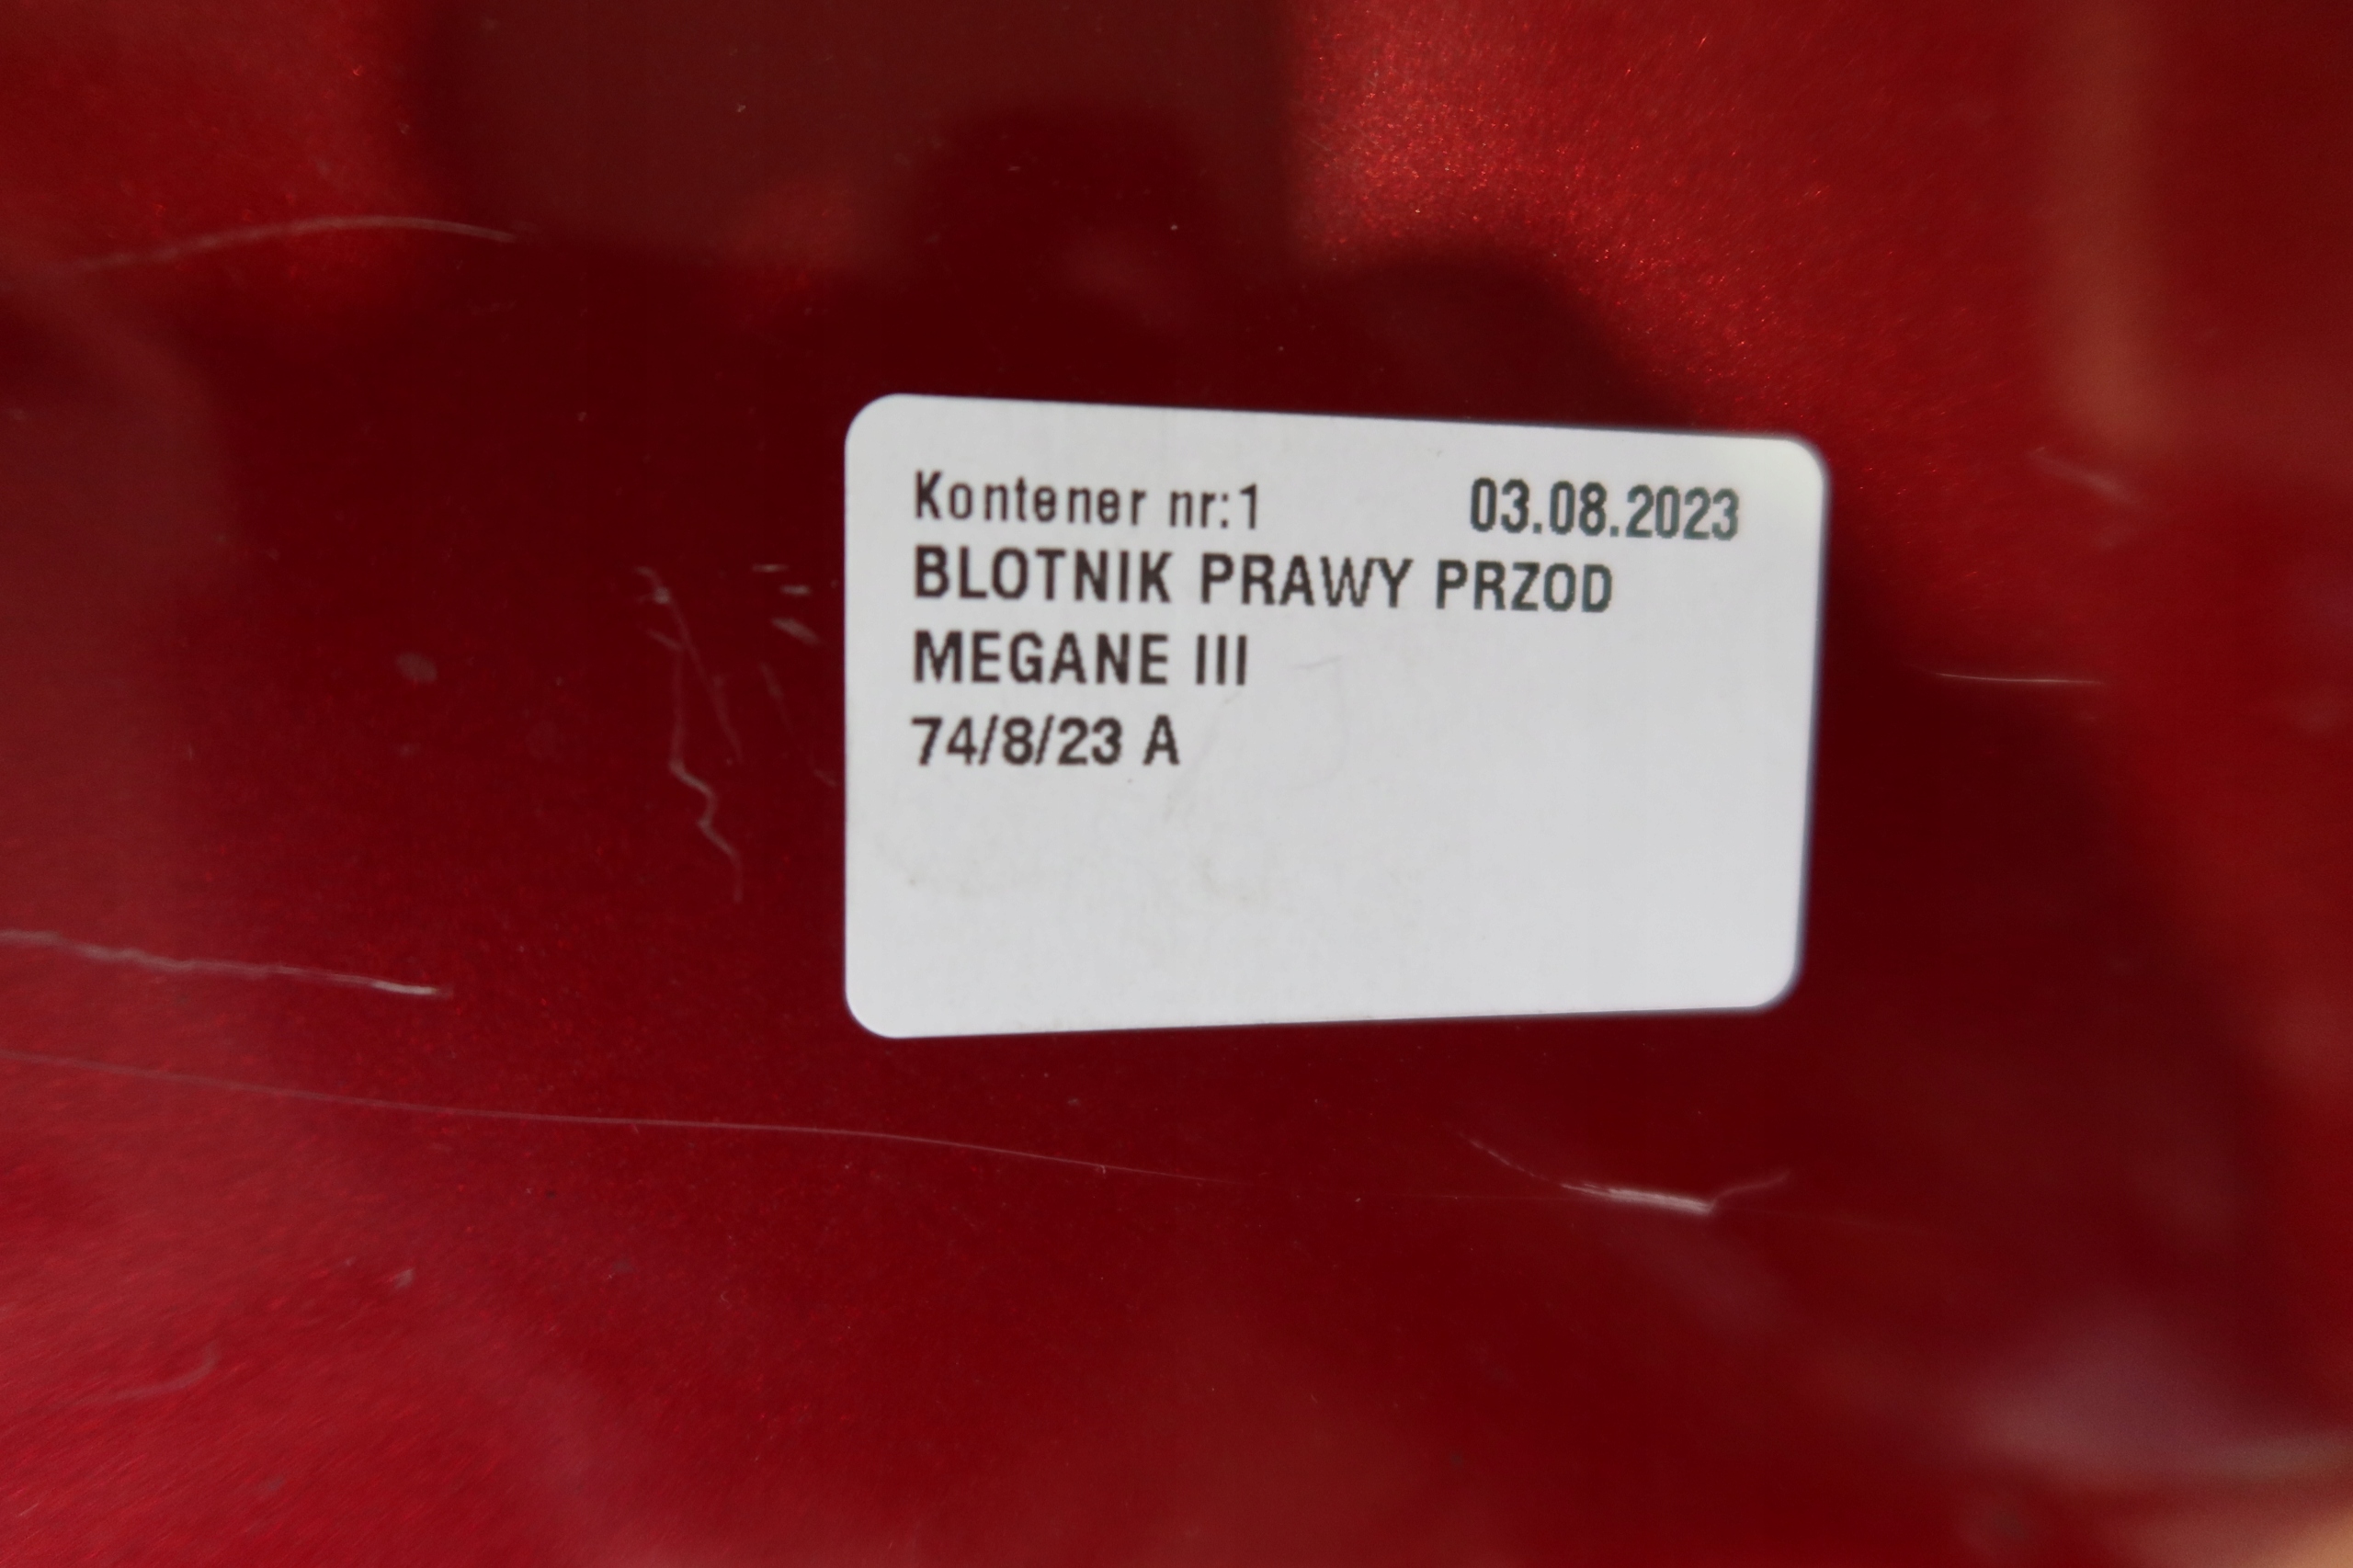 Kontener nr:1 03.08.2023
BLOTNIK PRAWY PRZOD
MEGANE III
74/8/23 A